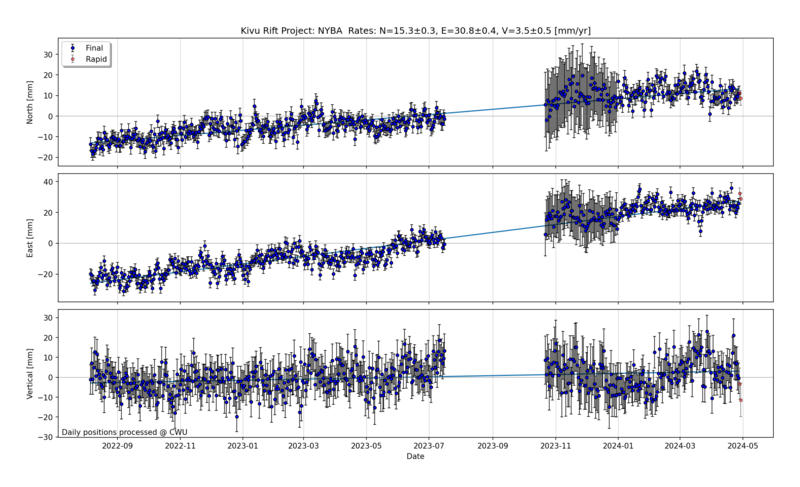 Kivu Rift Project: NYBA Rates: N=15.3±0.3, E=30.8±0.4, V=3.5±0.5 [mm/yr]
Final
Rapid
North [mm]
30
20
10
0
−10
−20
East [mm]
40
20
0
−20
Vertical [mm]
30
20
10
0
−10
−20
−30
Daily positions processed @ CWU
2022-09 2022-11 2023-01 2023-03 2023-05 2023-07 2023-09 2023-11 2024-01 2024-03 2024-05
Date